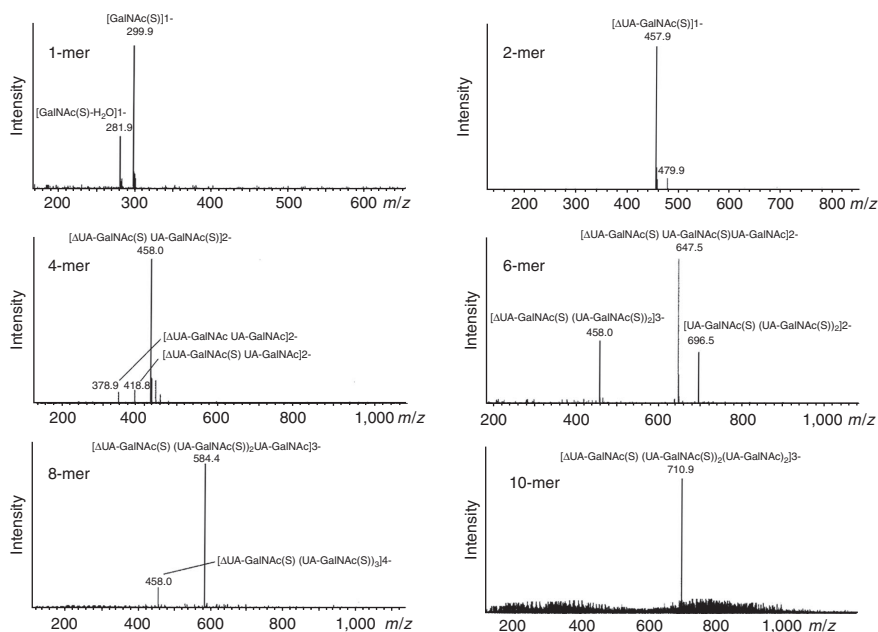 [GalNAc(S)]1-
299.9
1-mer
[GalNAc(S)-H₂O]1-
281.9
Intensity
200 300 400 500 600 m/z
[ΔUA-GalNAc(S)]1-
457.9
2-mer
479.9
Intensity
200 400 600 800 m/z
[ΔUA-GalNAc(S) UA-GalNAc(S)]2-
458.0
4-mer
[ΔUA-GalNAc UA-GalNAc]2-
[ΔUA-GalNAc(S) UA-GalNAc]2-
378.9 418.8
Intensity
200 400 600 800 1,000 m/z
[ΔUA-GalNAc(S) UA-GalNAc(S)UA-GalNAc]2-
647.5
6-mer
[ΔUA-GalNAc(S) (UA-GalNAc(S))₂]3-
458.0
[UA-GalNAc(S) (UA-GalNAc(S))₂]2-
696.5
Intensity
200 400 600 800 1,000 m/z
[ΔUA-GalNAc(S) (UA-GalNAc(S))₂UA-GalNAc]3-
584.4
8-mer
[ΔUA-GalNAc(S) (UA-GalNAc(S))₃]4-
458.0
Intensity
200 400 600 800 1,000 m/z
[ΔUA-GalNAc(S) (UA-GalNAc(S))₂(UA-GalNAc)₂]3-
710.9
10-mer
Intensity
200 400 600 800 1,000 m/z